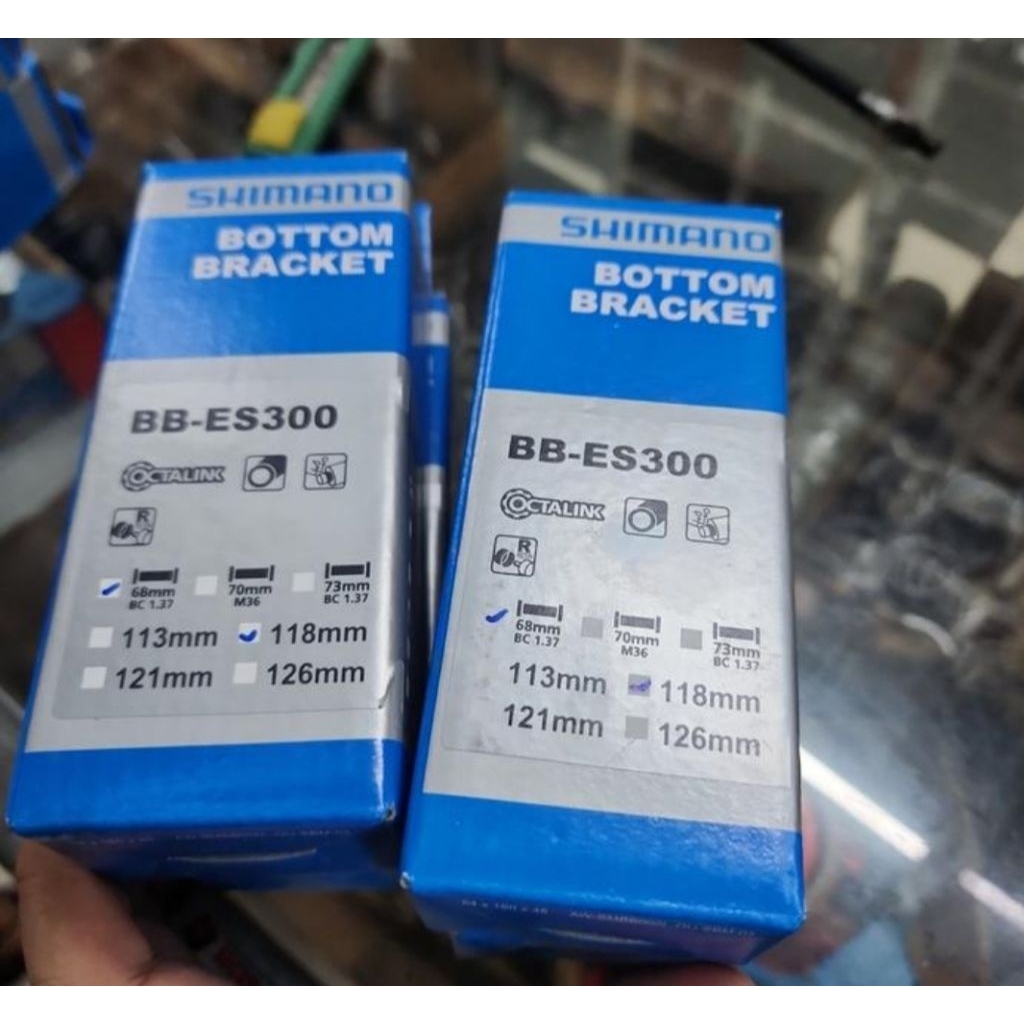 SHIMANO
BOTTOM
BRACKET
BB-ES300
OCTALINK
R
68mm 70mm 73mm
BC 1.37 M36 BC 1.37
113mm 118mm
121mm 126mm
SHIMANO
BOTTOM
BRACKET
BB-ES300
OCTALINK
R
68mm 70mm 73mm
BC 1.37 M36 BC 1.37
113mm 118mm
121mm 126mm